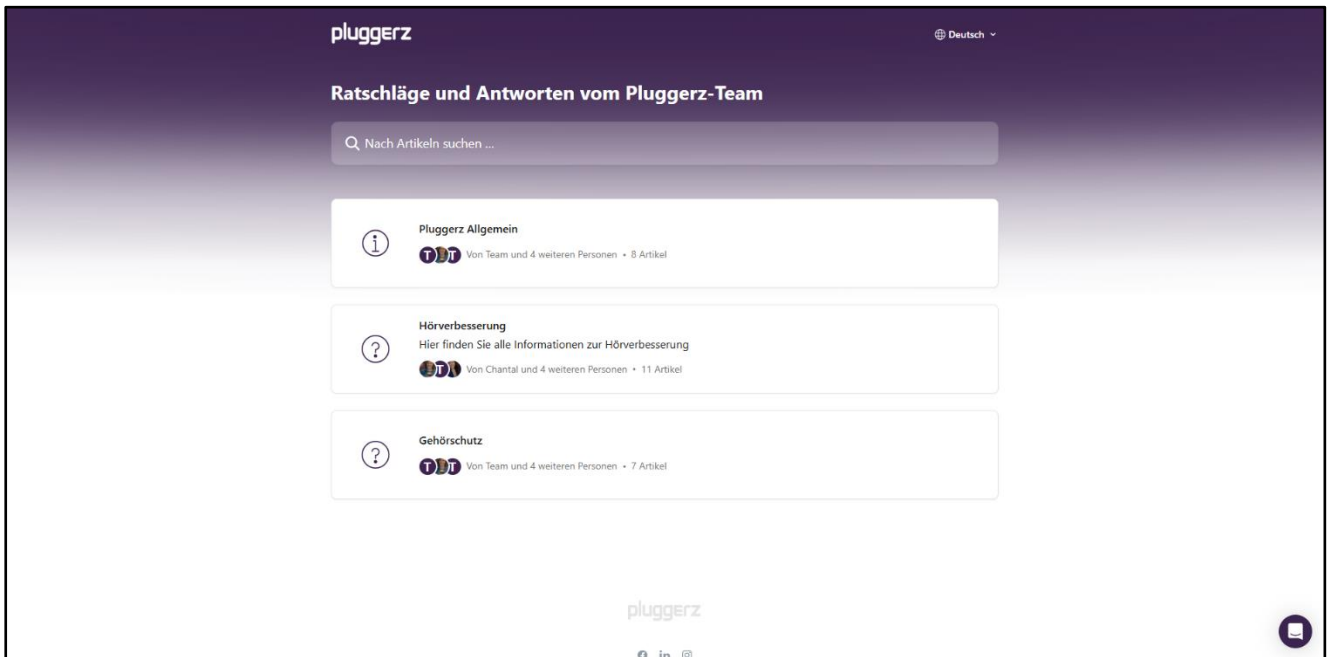 pluggerz
Deutsch
Ratschläge und Antworten vom Pluggerz-Team
Nach Artikeln suchen ...
Pluggerz Allgemein
T T Von Team und 4 weiteren Personen • 8 Artikel
Hörverbesserung
Hier finden Sie alle Informationen zur Hörverbesserung
T Von Chantal und 4 weiteren Personen • 11 Artikel
Gehörschutz
T T Von Team und 4 weiteren Personen • 7 Artikel
pluggerz